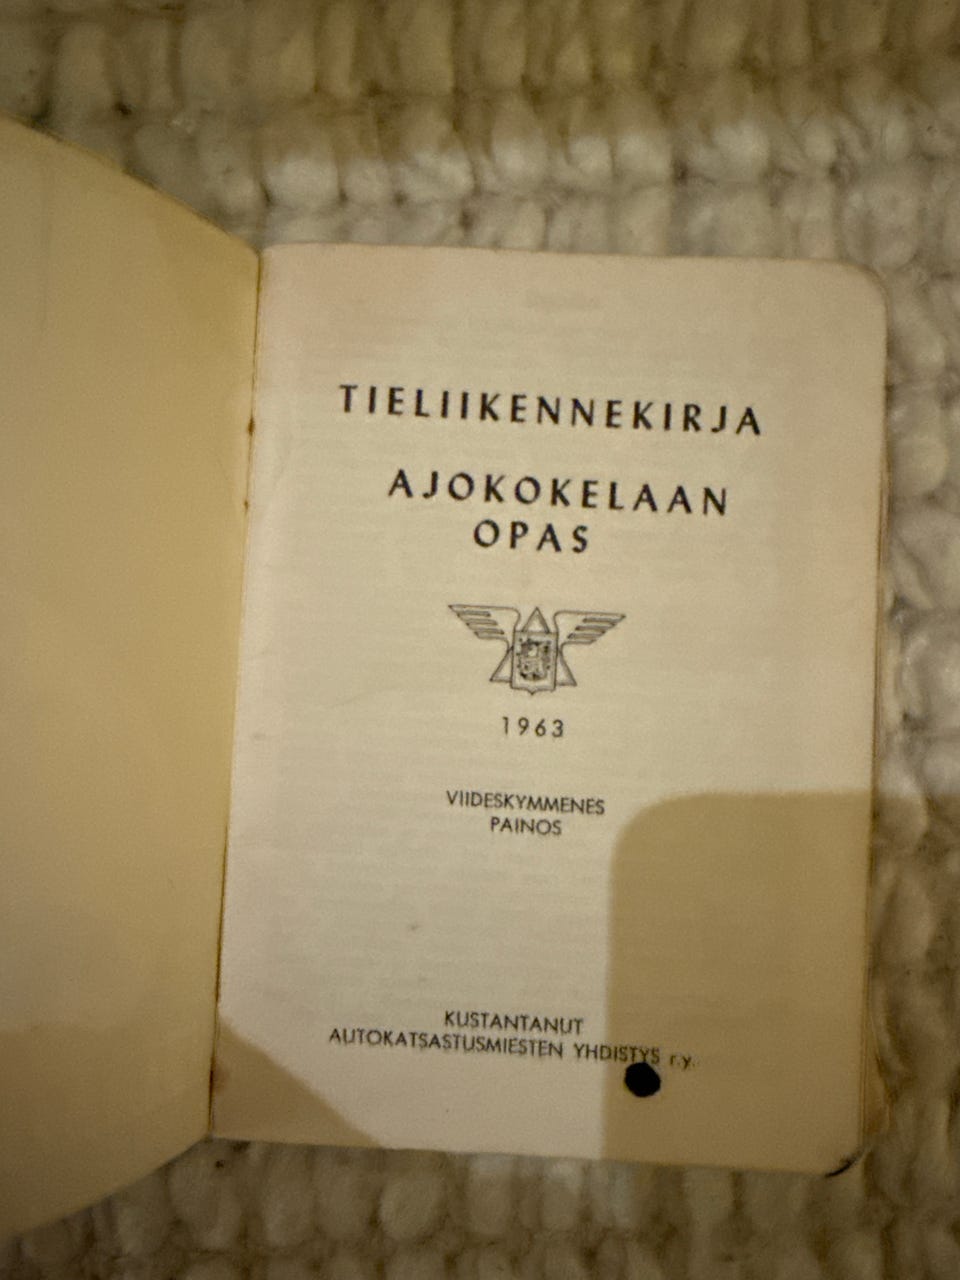 TIELIIKENNEKIRJA
AJOKOKELAAN
OPAS
1963
VIIDESKYMMENES
PAINOS
KUSTANTANUT
AUTOKATSASTUSMIESTEN YHDISTYS r.y.